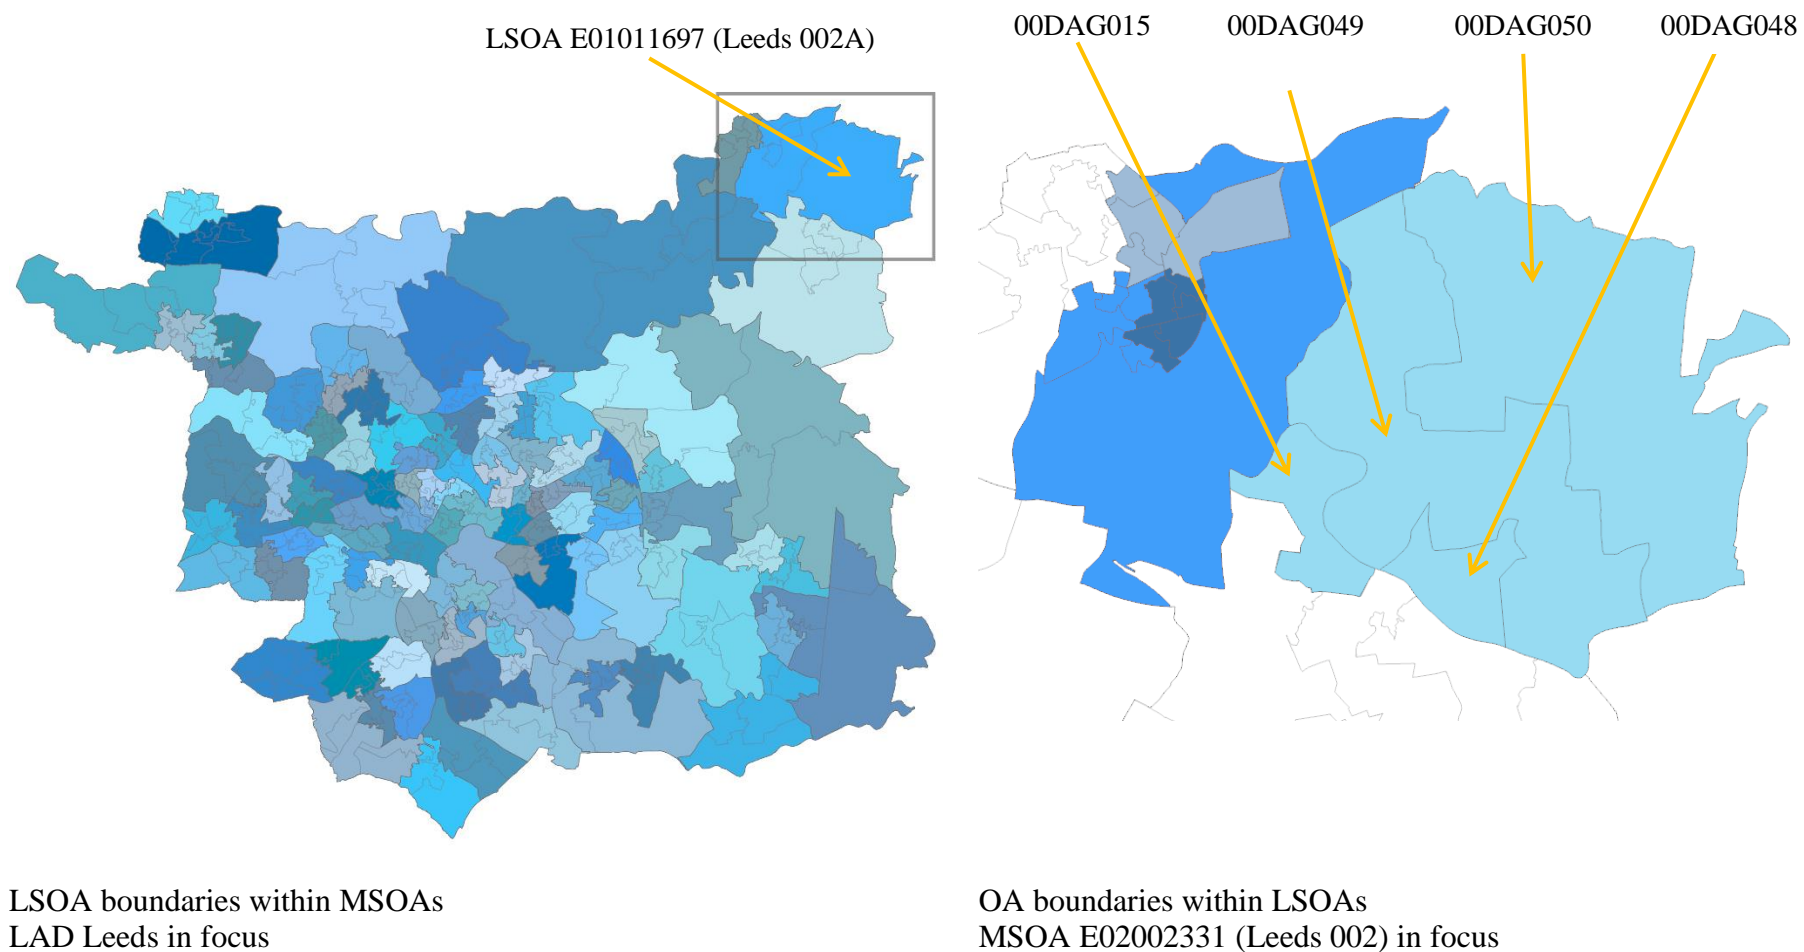 LSOA E01011697 (Leeds 002A)
00DAG015 00DAG049 00DAG050 00DAG048
LSOA boundaries within MSOAs
LAD Leeds in focus
OA boundaries within LSOAs
MSOA E02002331 (Leeds 002) in focus